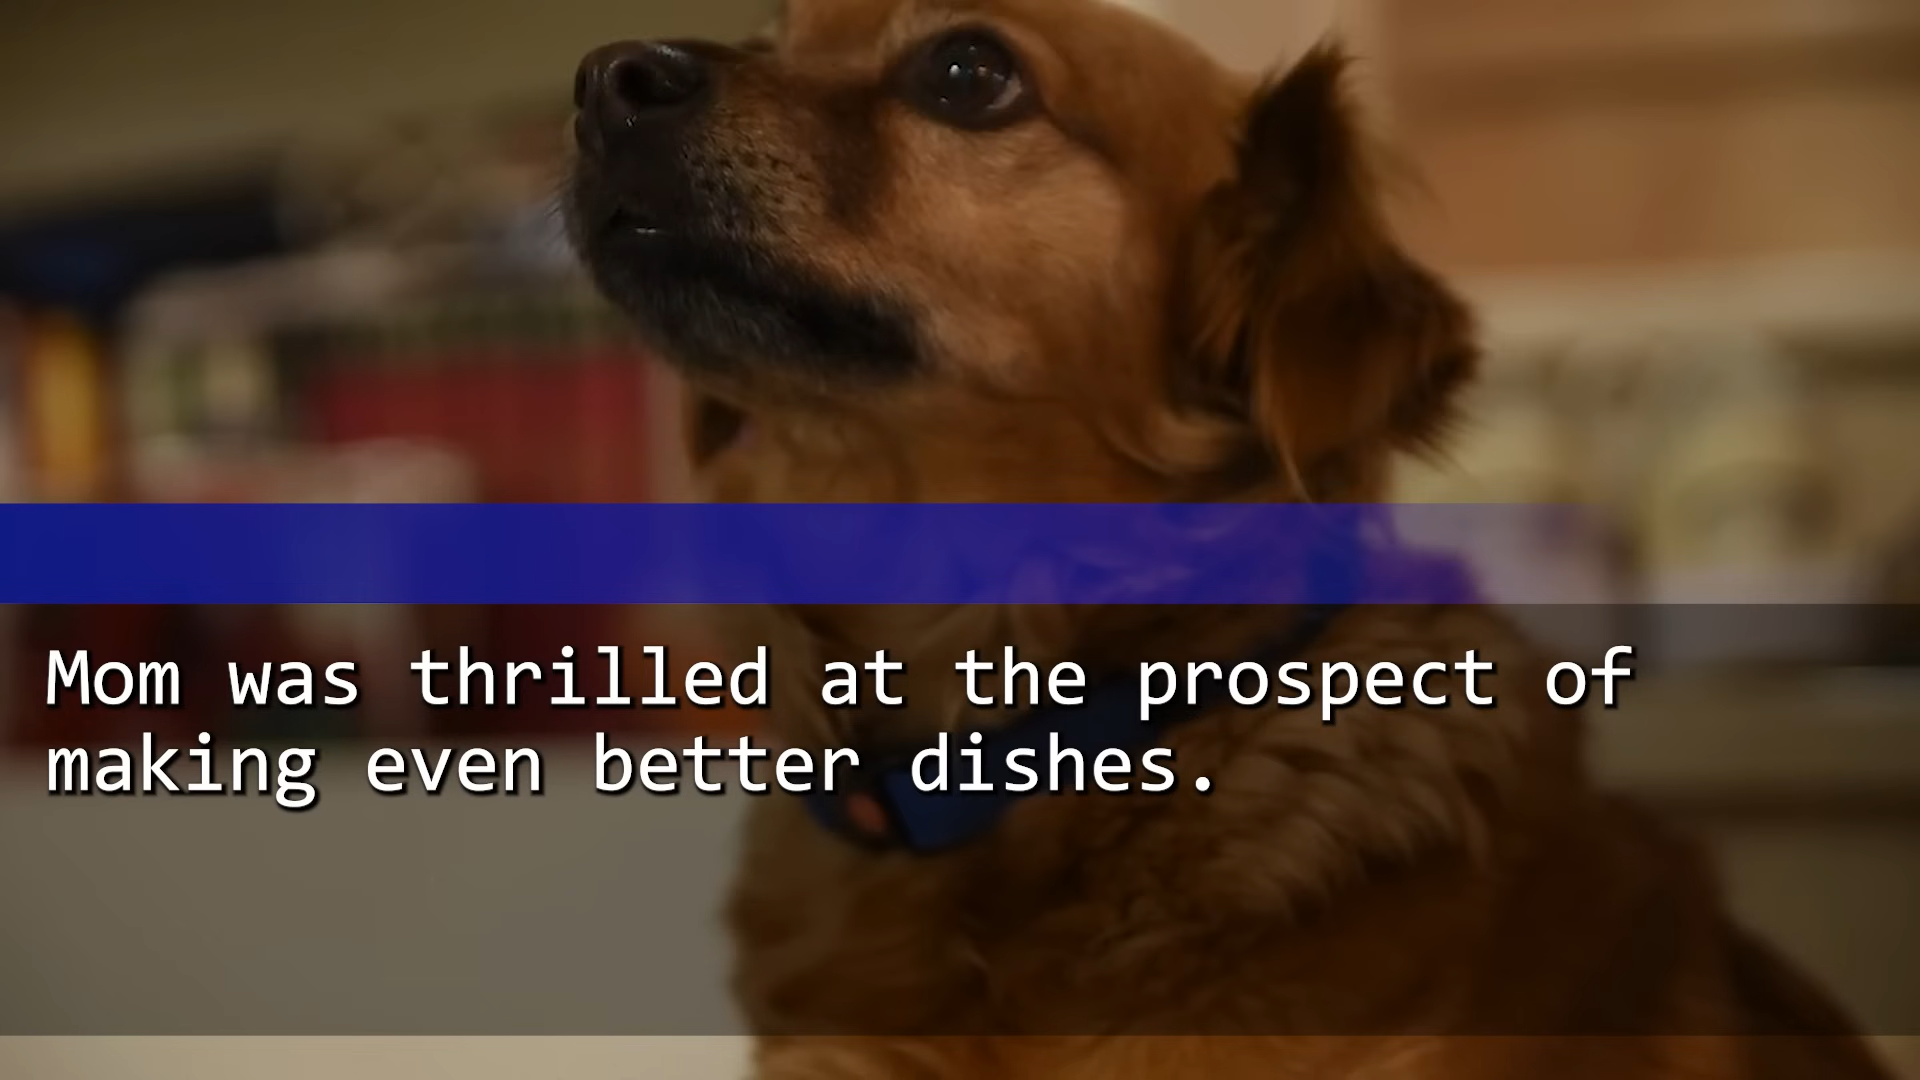 Mom was thrilled at the prospect of
making even better dishes.